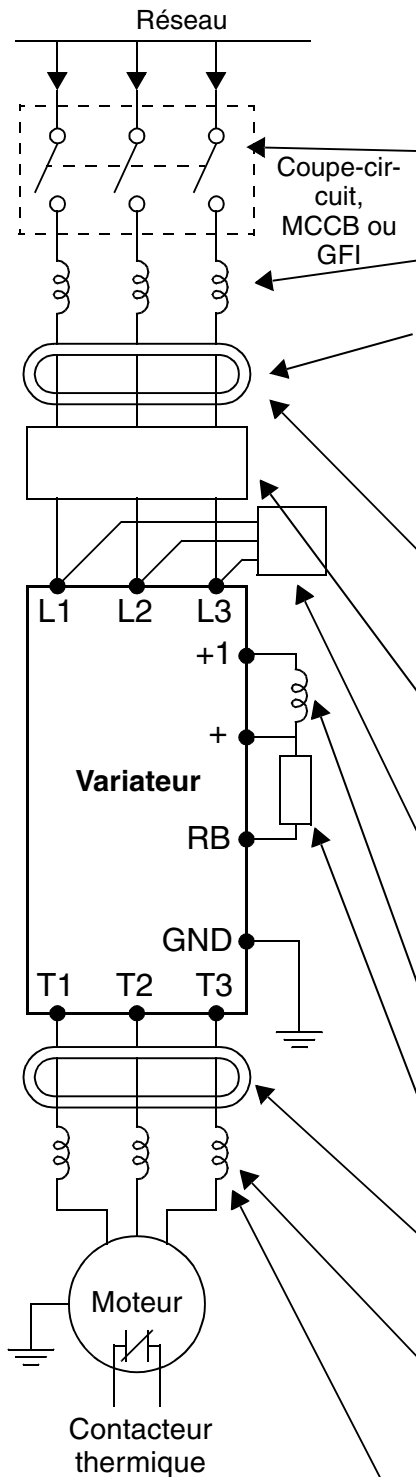 Réseau
Coupe-cir-
cuit,
MCCB ou
GFI
L1 L2 L3
+1
+
Variateur
RB
GND
T1 T2 T3
Moteur
Contacteur
thermique